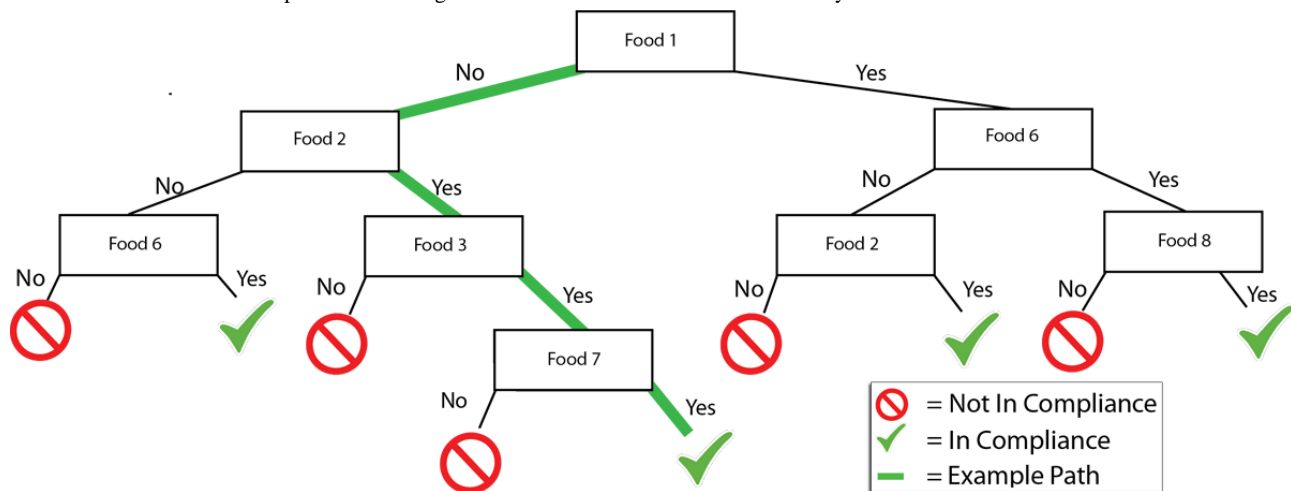 Food 1
No
Yes
Food 2
Food 6
No
Yes
No
Yes
Food 6
Food 3
Food 2
Food 8
No
Yes
No
Yes
No
Yes
No
Yes
Food 7
No
Yes
= Not In Compliance
= In Compliance
= Example Path